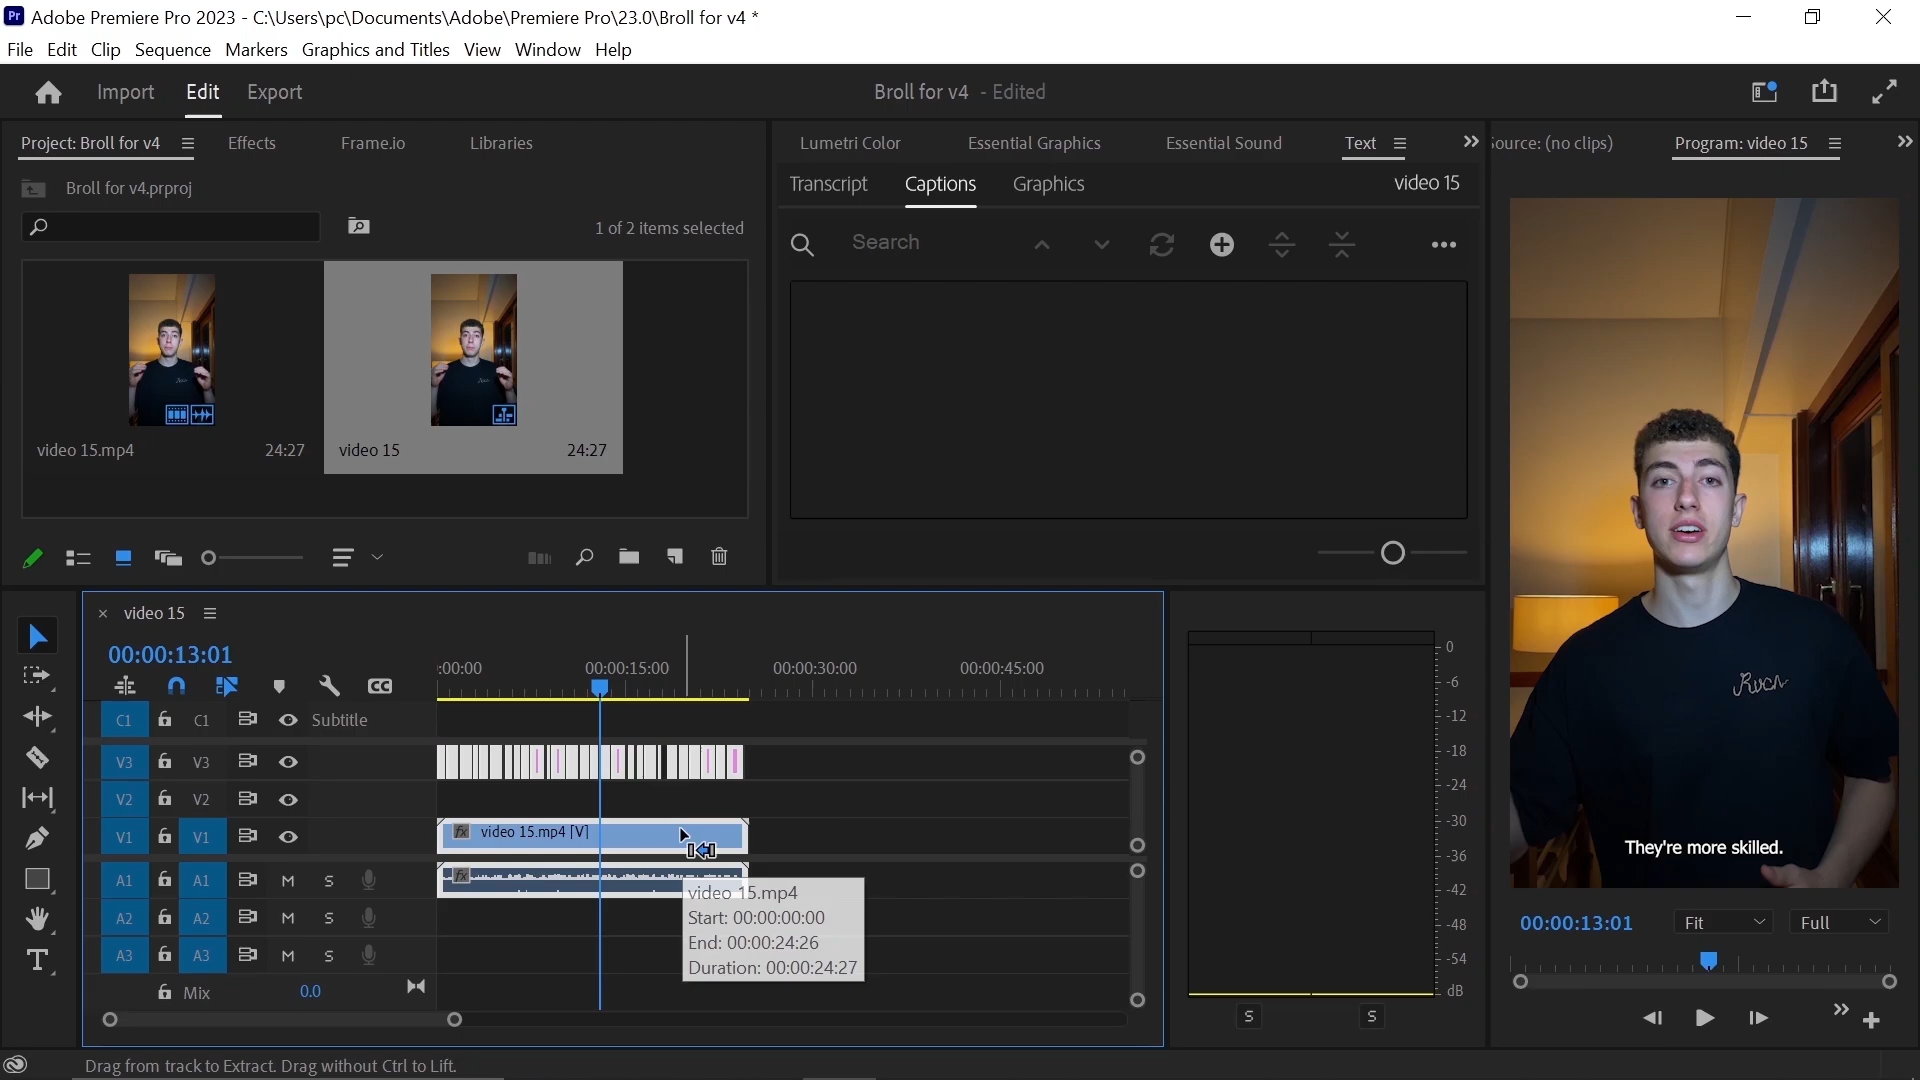 Pr Adobe Premiere Pro 2023 - C:\Users\pc\Documents\Adobe\Premiere Pro\23.0\Broll for v4 *
File Edit Clip Sequence Markers Graphics and Titles View Window Help
Import Edit Export
Broll for v4 - Edited
Project: Broll for v4 Effects Frame.io Libraries
Broll for v4.prproj
1 of 2 items selected
video 15.mp4 24:27
video 15 24:27
Lumetri Color Essential Graphics Essential Sound Text
Transcript Captions Graphics video 15
Search
Source: (no clips) Program: video 15
They're more skilled.
00:00:13:01 Fit Full
video 15
00:00:13:01
:00:00 00:00:15:00 00:00:30:00 00:00:45:00
C1 C1 Subtitle
V3 V3
V2 V2
V1 V1 fx video 15.mp4 [V]
A1 A1 M S fx
A2 A2 M S
A3 A3 M S
Mix 0.0
video 15.mp4
Start: 00:00:00:00
End: 00:00:24:26
Duration: 00:00:24:27
0
-6
-12
-18
-24
-30
-36
-42
-48
-54
dB
S S
Drag from track to Extract. Drag without Ctrl to Lift.